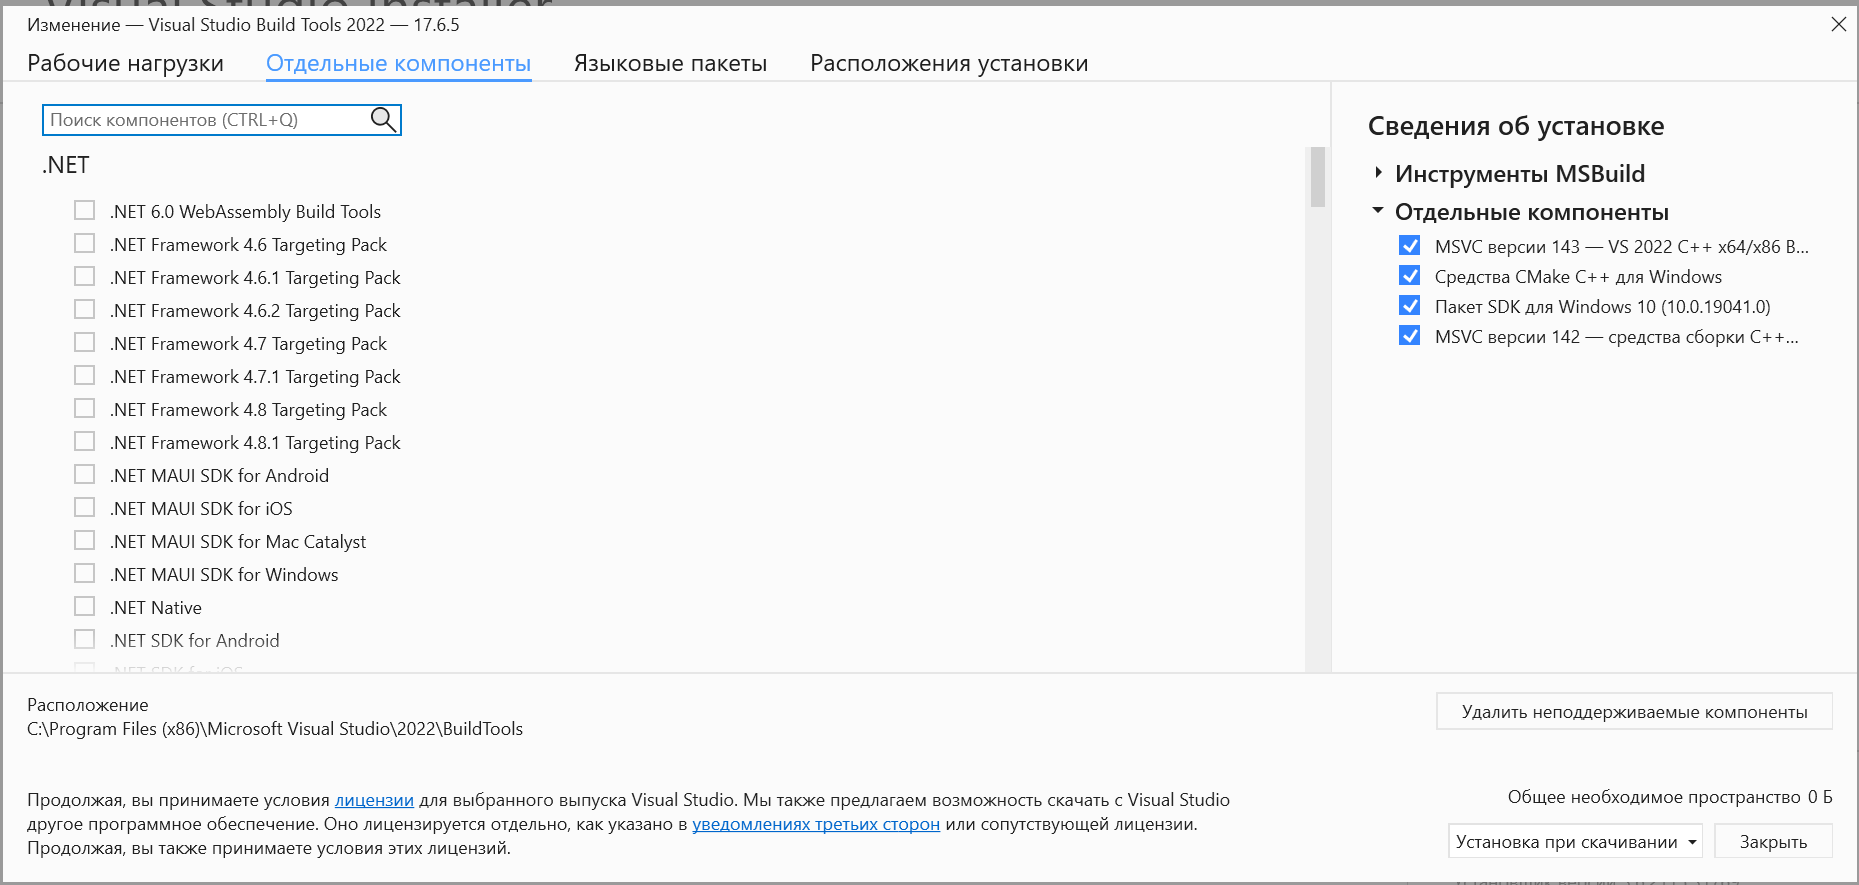 Visual Studio Installer
Изменение — Visual Studio Build Tools 2022 — 17.6.5
Рабочие нагрузки
Отдельные компоненты
Языковые пакеты
Расположения установки
Поиск компонентов (CTRL+Q)
.NET
.NET 6.0 WebAssembly Build Tools
.NET Framework 4.6 Targeting Pack
.NET Framework 4.6.1 Targeting Pack
.NET Framework 4.6.2 Targeting Pack
.NET Framework 4.7 Targeting Pack
.NET Framework 4.7.1 Targeting Pack
.NET Framework 4.8 Targeting Pack
.NET Framework 4.8.1 Targeting Pack
.NET MAUI SDK for Android
.NET MAUI SDK for iOS
.NET MAUI SDK for Mac Catalyst
.NET MAUI SDK for Windows
.NET Native
.NET SDK for Android
.NET SDK for iOS
Сведения об установке
Инструменты MSBuild
Отдельные компоненты
MSVC версии 143 — VS 2022 C++ x64/x86 B...
Средства CMake C++ для Windows
Пакет SDK для Windows 10 (10.0.19041.0)
MSVC версии 142 — средства сборки C++...
Расположение
C:\Program Files (x86)\Microsoft Visual Studio\2022\BuildTools
Удалить неподдерживаемые компоненты
Продолжая, вы принимаете условия лицензии для выбранного выпуска Visual Studio. Мы также предлагаем возможность скачать с Visual Studio
другое программное обеспечение. Оно лицензируется отдельно, как указано в уведомлениях третьих сторон или сопутствующей лицензии.
Продолжая, вы также принимаете условия этих лицензий.
Общее необходимое пространство 0 Б
Установка при скачивании
Закрыть